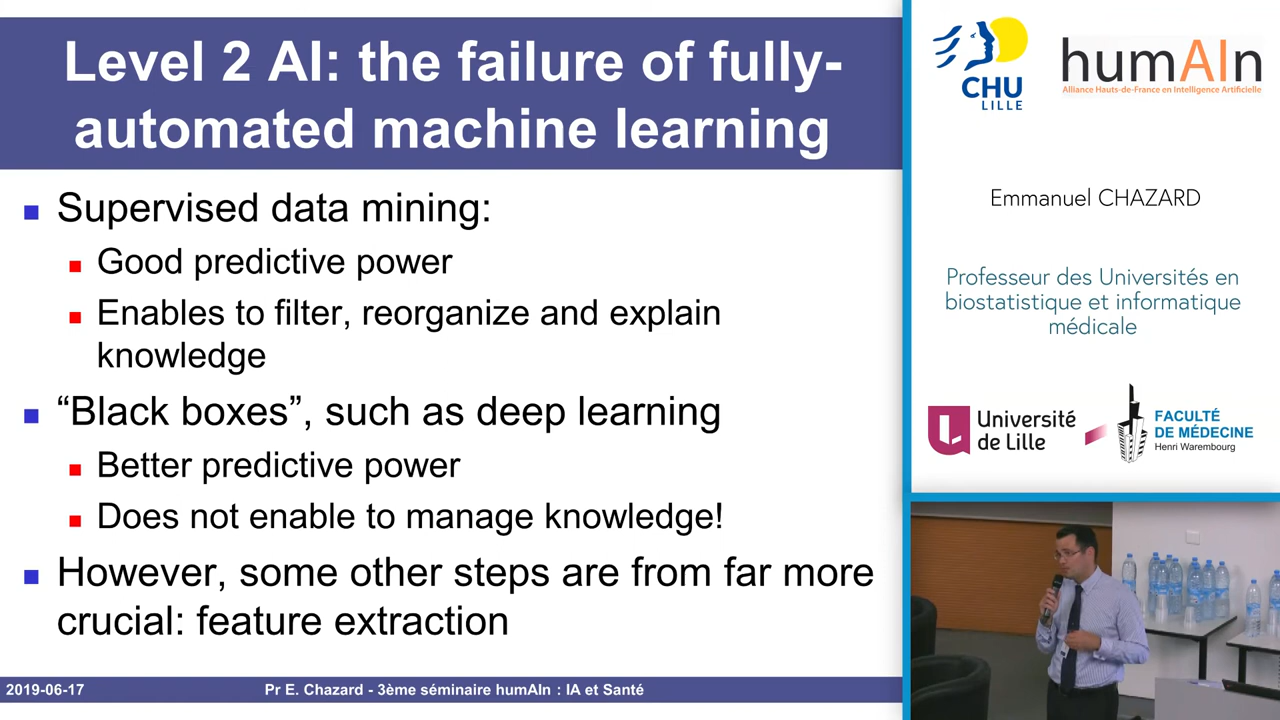 Level 2 AI: the failure of fully-
automated machine learning
Supervised data mining:
Good predictive power
Enables to filter, reorganize and explain
knowledge
“Black boxes”, such as deep learning
Better predictive power
Does not enable to manage knowledge!
However, some other steps are from far more
crucial: feature extraction
2019-06-17
Pr E. Chazard - 3ème séminaire humAIn : IA et Santé
CHU
LILLE
humAIn
Alliance Hauts-de-France en Intelligence Artificielle
Emmanuel CHAZARD
Professeur des Universités en
biostatistique et informatique
médicale
Université
de Lille
FACULTÉ
DE MÉDECINE
Henri Warembourg